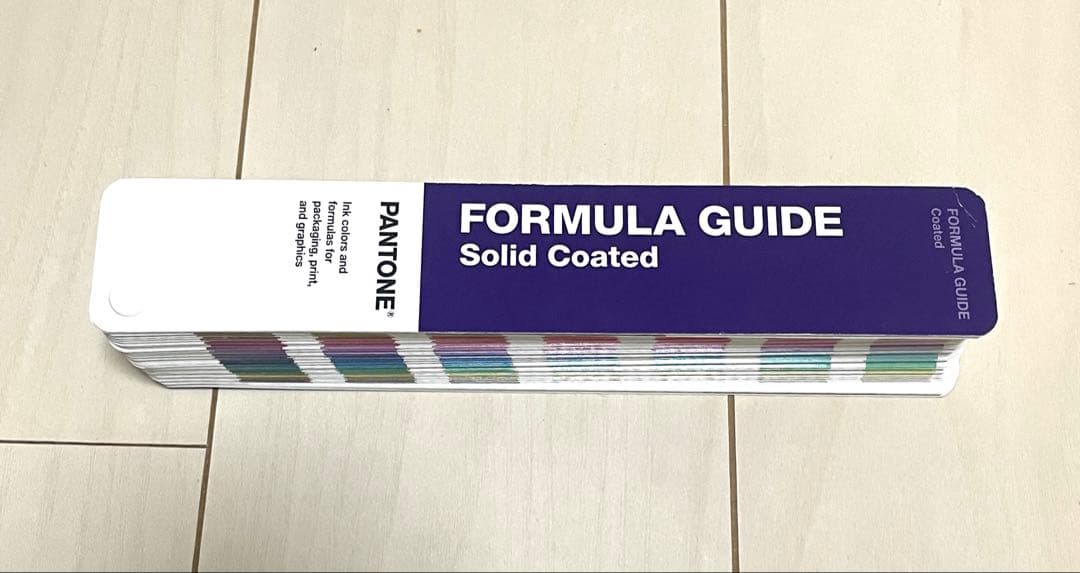 FORMULA GUIDE
Solid Coated
PANTONE®
Ink colors and
formulas for
packaging, print,
and graphics
FORMULA GUIDE
Coated